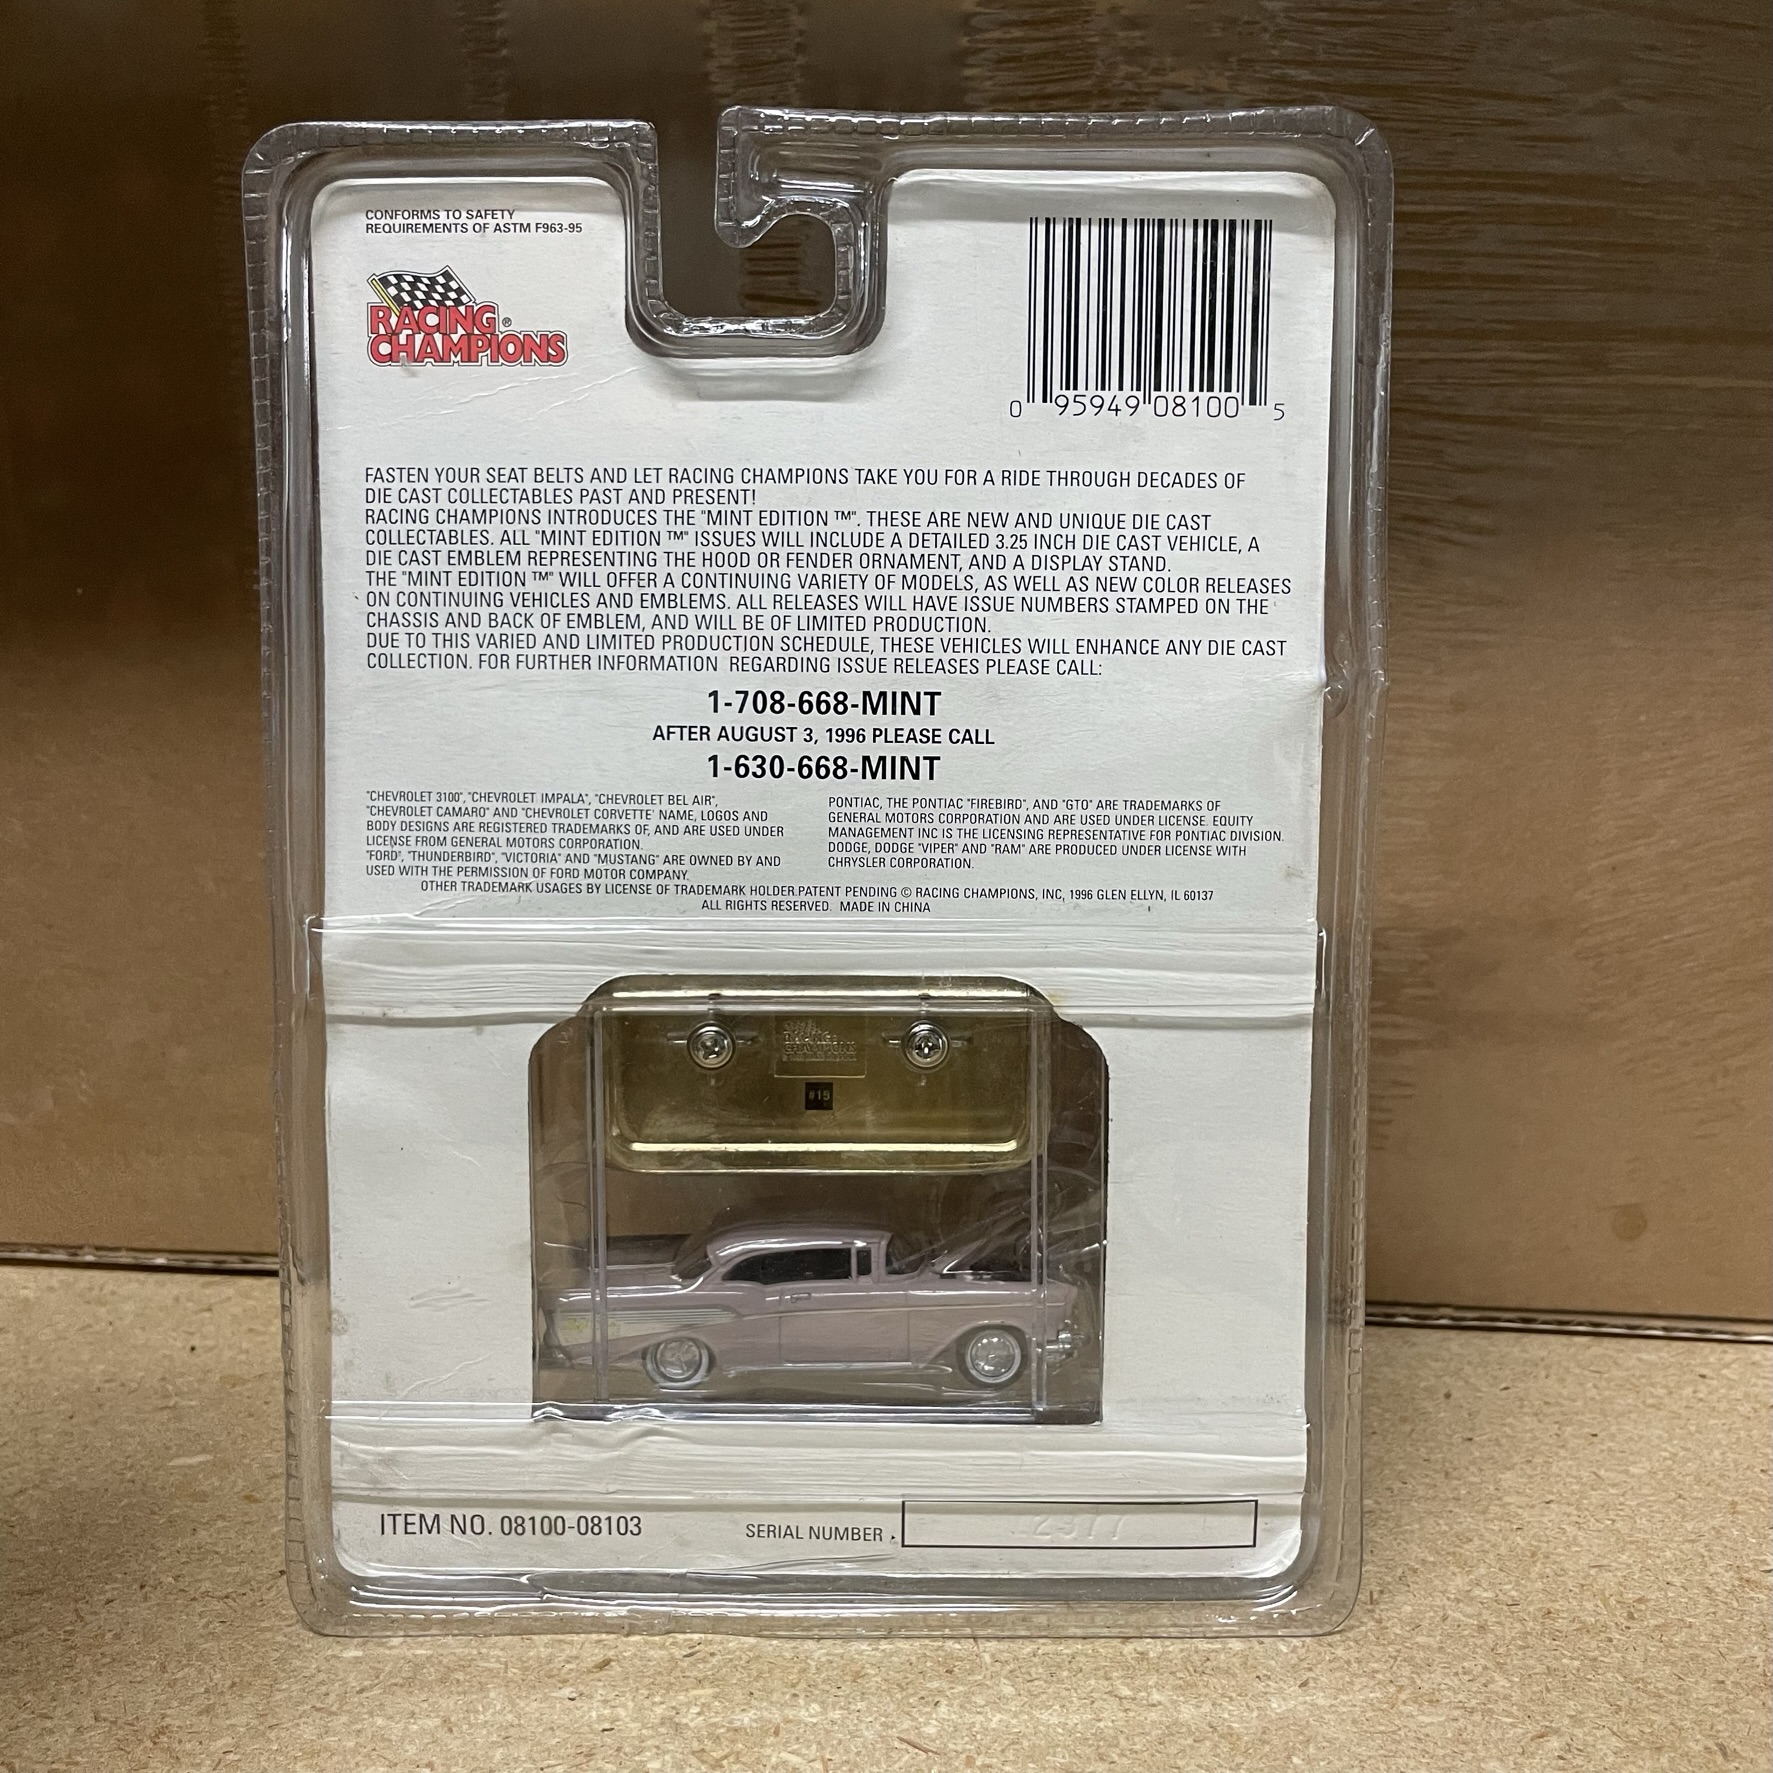 CONFORMS TO SAFETY
REQUIREMENTS OF ASTM F963-95
RACING®
CHAMPIONS
0 95949 08100 5
FASTEN YOUR SEAT BELTS AND LET RACING CHAMPIONS TAKE YOU FOR A RIDE THROUGH DECADES OF
DIE CAST COLLECTABLES PAST AND PRESENT!
RACING CHAMPIONS INTRODUCES THE "MINT EDITION ™". THESE ARE NEW AND UNIQUE DIE CAST
COLLECTABLES. ALL "MINT EDITION ™" ISSUES WILL INCLUDE A DETAILED 3.25 INCH DIE CAST VEHICLE, A
DIE CAST EMBLEM REPRESENTING THE HOOD OR FENDER ORNAMENT, AND A DISPLAY STAND.
THE "MINT EDITION ™" WILL OFFER A CONTINUING VARIETY OF MODELS, AS WELL AS NEW COLOR RELEASES
ON CONTINUING VEHICLES AND EMBLEMS. ALL RELEASES WILL HAVE ISSUE NUMBERS STAMPED ON THE
CHASSIS AND BACK OF EMBLEM, AND WILL BE OF LIMITED PRODUCTION.
DUE TO THIS VARIED AND LIMITED PRODUCTION SCHEDULE, THESE VEHICLES WILL ENHANCE ANY DIE CAST
COLLECTION. FOR FURTHER INFORMATION REGARDING ISSUE RELEASES PLEASE CALL:
1-708-668-MINT
AFTER AUGUST 3, 1996 PLEASE CALL
1-630-668-MINT
"CHEVROLET 3100", "CHEVROLET IMPALA", "CHEVROLET BEL AIR",
"CHEVROLET CAMARO" AND "CHEVROLET CORVETTE' NAME, LOGOS AND
BODY DESIGNS ARE REGISTERED TRADEMARKS OF, AND ARE USED UNDER
LICENSE FROM GENERAL MOTORS CORPORATION.
"FORD", "THUNDERBIRD", "VICTORIA" AND "MUSTANG" ARE OWNED BY AND
USED WITH THE PERMISSION OF FORD MOTOR COMPANY.
PONTIAC, THE PONTIAC "FIREBIRD", AND "GTO" ARE TRADEMARKS OF
GENERAL MOTORS CORPORATION AND ARE USED UNDER LICENSE. EQUITY
MANAGEMENT INC IS THE LICENSING REPRESENTATIVE FOR PONTIAC DIVISION.
DODGE, DODGE "VIPER" AND "RAM" ARE PRODUCED UNDER LICENSE WITH
CHRYSLER CORPORATION.
OTHER TRADEMARK USAGES BY LICENSE OF TRADEMARK HOLDER.PATENT PENDING © RACING CHAMPIONS, INC, 1996 GLEN ELLYN, IL 60137
ALL RIGHTS RESERVED. MADE IN CHINA
RACING
CHAMPIONS
#19
ITEM NO. 08100-08103
SERIAL NUMBER
2377